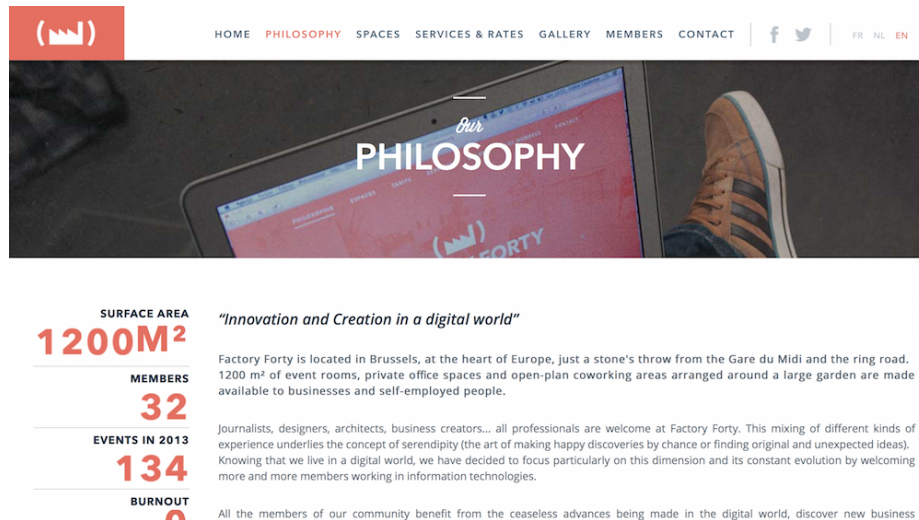 HOME PHILOSOPHY SPACES SERVICES & RATES GALLERY MEMBERS CONTACT FR NL EN
Our
PHILOSOPHY
ESPACES TARIFS
FORTY
SURFACE AREA
1200M²
MEMBERS
32
EVENTS IN 2013
134
BURNOUT
“Innovation and Creation in a digital world”
Factory Forty is located in Brussels, at the heart of Europe, just a stone's throw from the Gare du Midi and the ring road.
1200 m² of event rooms, private office spaces and open-plan coworking areas arranged around a large garden are made
available to businesses and self-employed people.
Journalists, designers, architects, business creators... all professionals are welcome at Factory Forty. This mixing of different kinds of
experience underlies the concept of serendipity (the art of making happy discoveries by chance or finding original and unexpected ideas).
Knowing that we live in a digital world, we have decided to focus particularly on this dimension and its constant evolution by welcoming
more and more members working in information technologies.
All the members of our community benefit from the ceaseless advances being made in the digital world, discover new business